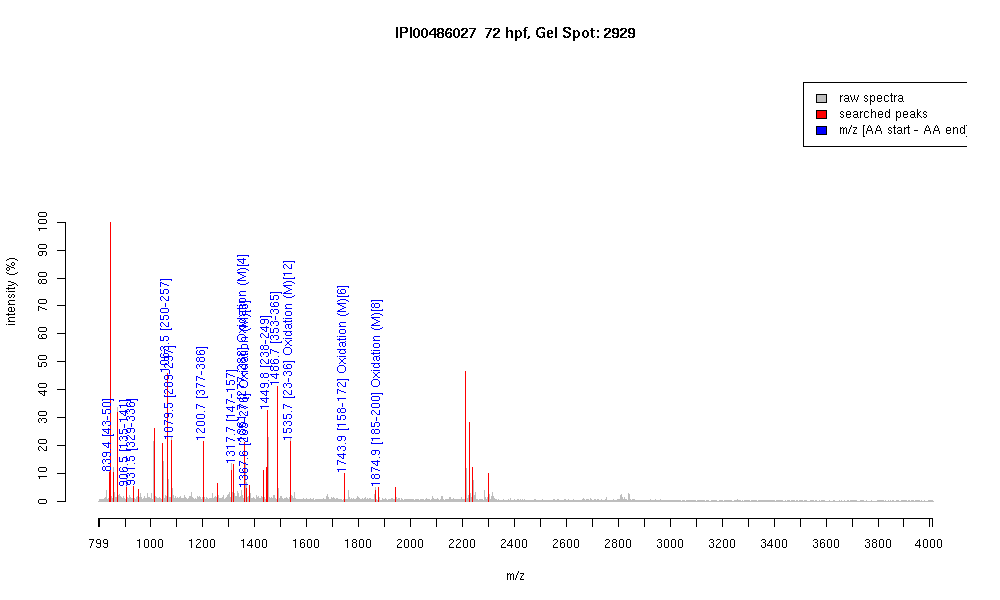 IPI00486027  72 hpf, Gel Spot: 2929
raw spectra
searched peaks
m/z [AA start - AA end]
intensity (%)
100
90
80
70
60
50
40
30
20
10
0
839.4 [43-50]
906.5 [135-141]
931.5 [329-336]
1063.5 [250-257]
1079.5 [289-297]
1200.7 [377-386]
1317.7 [147-157]
Oxidation (M)[4]
1367.6
1449.8 [238-249]
1486.7 [353-365]
1535.7 [23-36] Oxidation (M)[12]
1743.9 [158-172] Oxidation (M)[6]
1874.9 [185-200] Oxidation (M)[8]
799 1000 1200 1400 1600 1800 2000 2200 2400 2600 2800 3000 3200 3400 3600 3800 4000
m/z